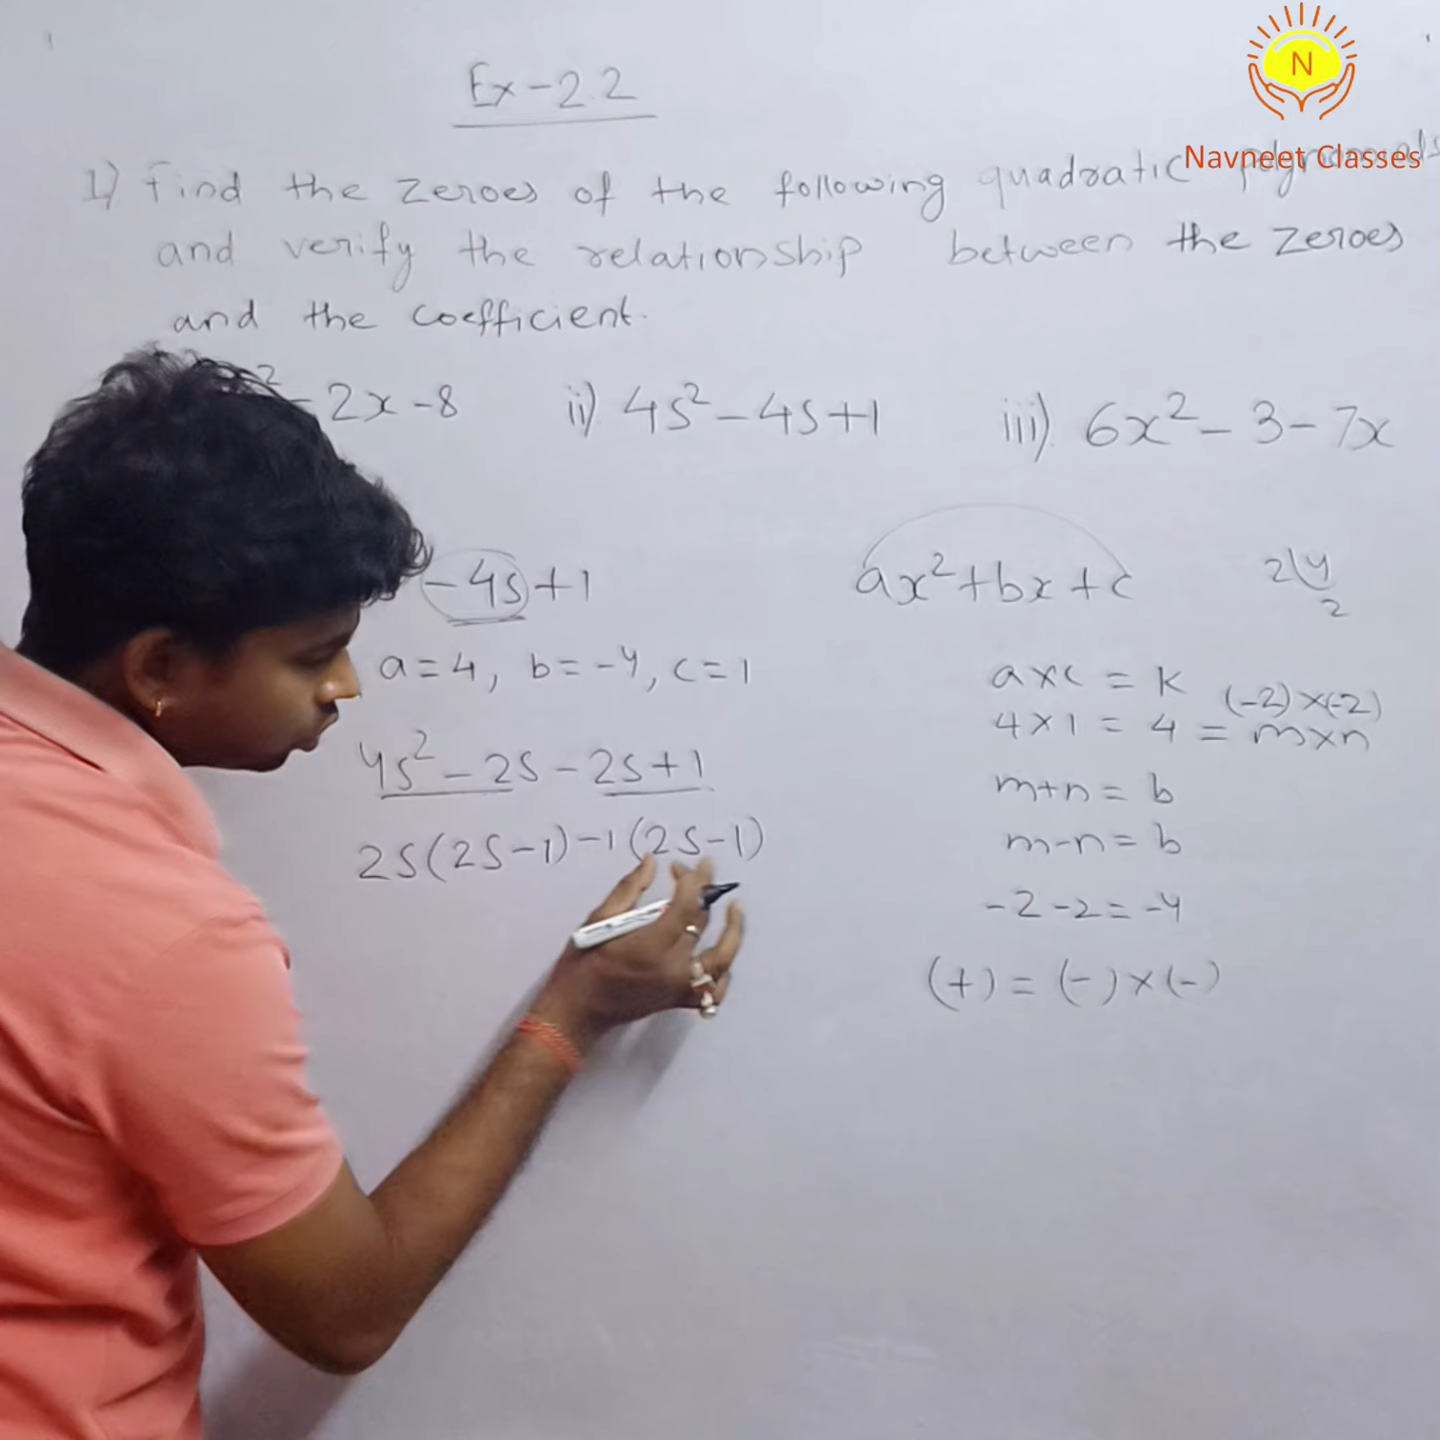 N
Navneet Classes
Ex-2.2
1) Find the zeroes of the following quadratic polynomials
and verify the relationship between the zeroes
and the coefficient.
2 - 2x - 8 ii) 4s² - 4s + 1 iii) 6x² - 3 - 7x
-4s + 1 ax² + bx + c 2|4
2
a = 4, b = -4, c = 1 a×c = k
(-2)×(-2)
4×1 = 4 = m×n
4s² - 2s - 2s + 1
m+n = b
2s(2s-1) -1(2s-1)
m-n = b
-2-2 = -4
(+) = (-)×(-)